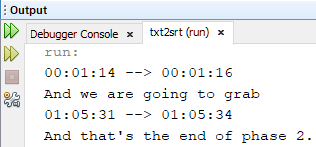 Output
Debugger Console × txt2srt (run) ×
run:
00:01:14 --> 00:01:16
And we are going to grab
01:05:31 --> 01:05:34
And that's the end of phase 2.